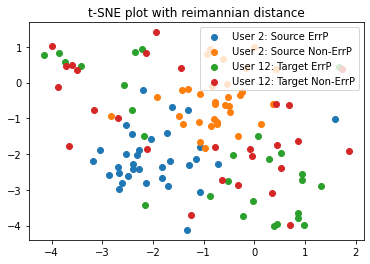 t-SNE plot with reimannian distance
User 2: Source ErrP
User 2: Source Non-ErrP
User 12: Target ErrP
User 12: Target Non-ErrP
1
0
−1
−2
−3
−4
−4
−3
−2
−1
0
1
2